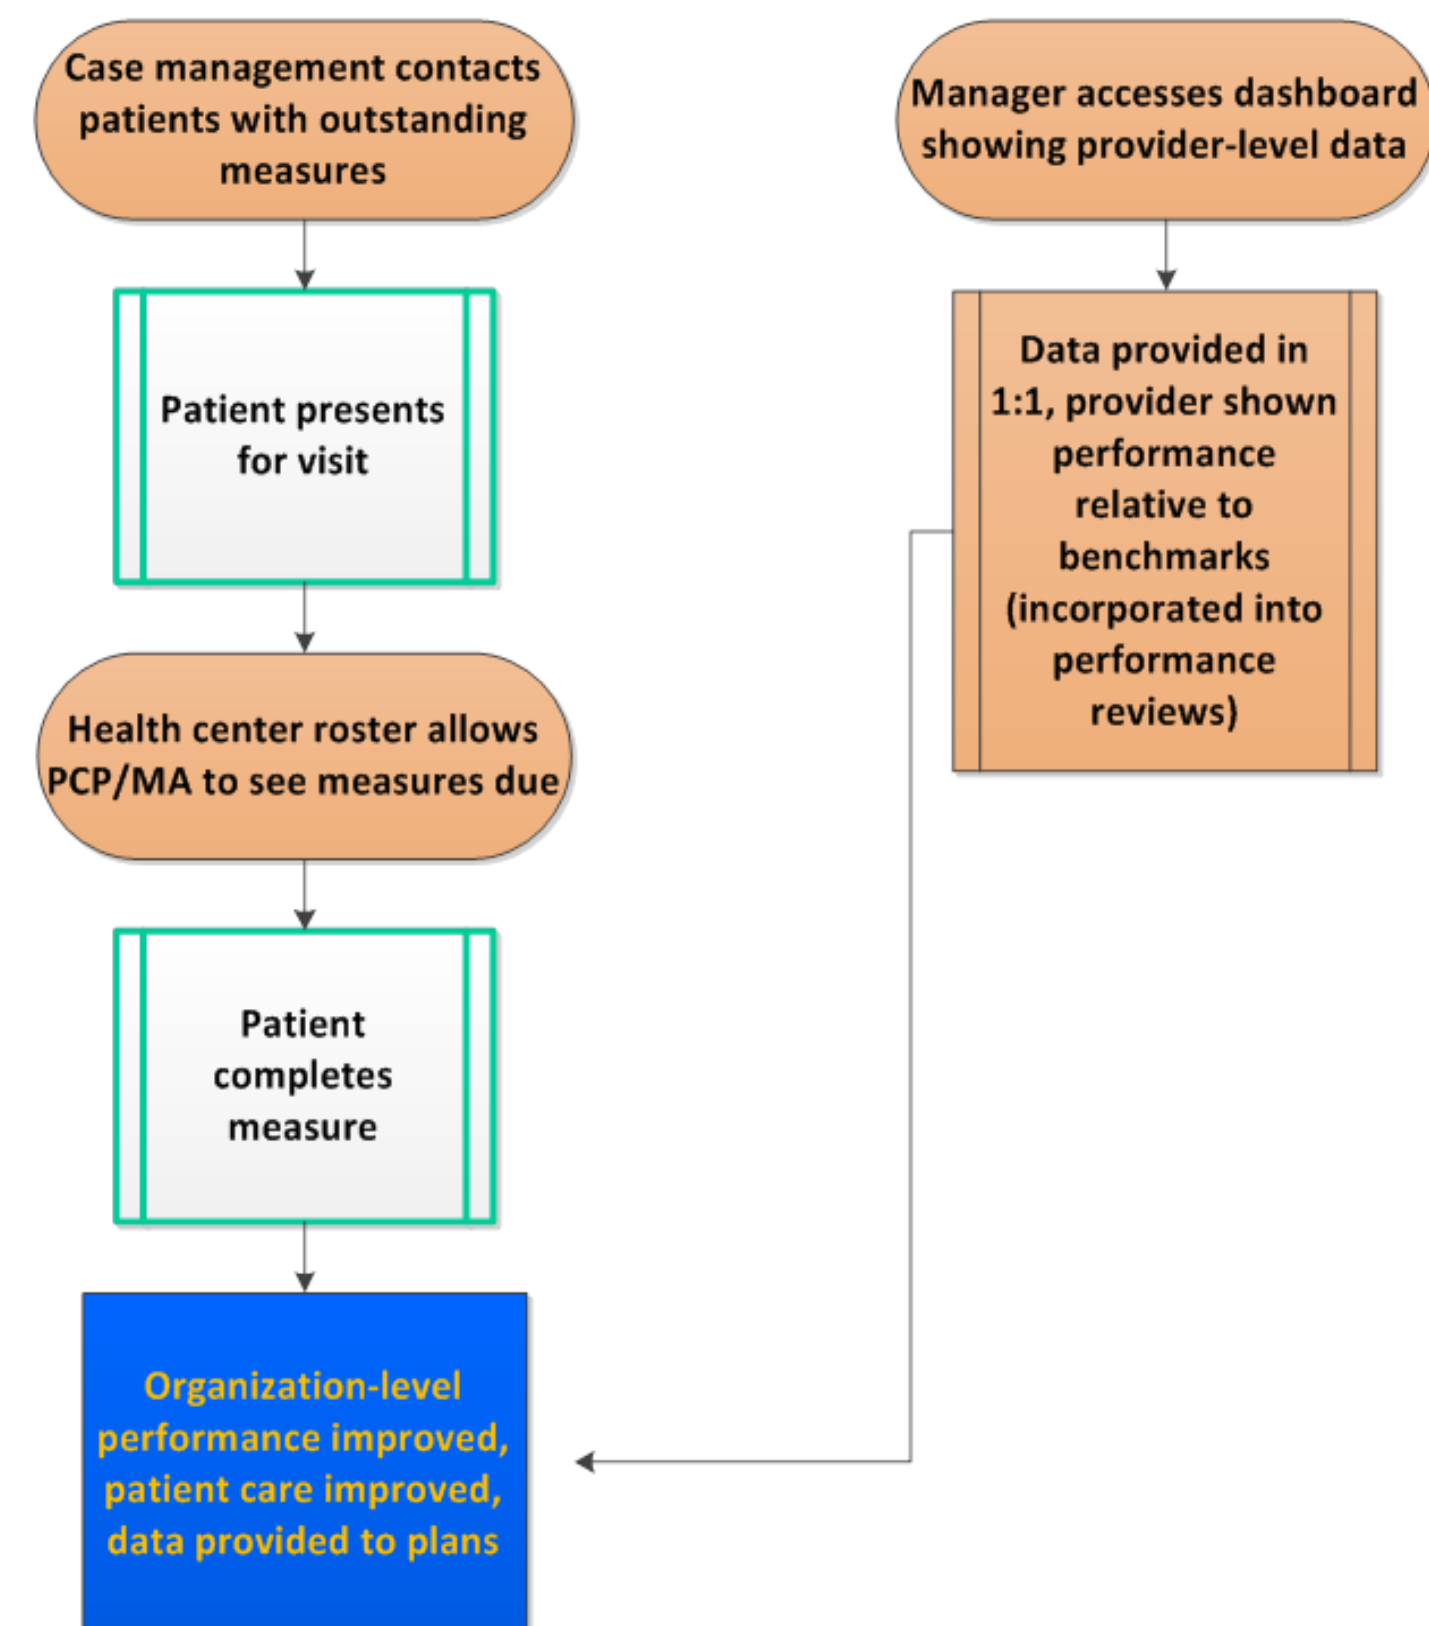 Case management contacts
patients with outstanding
measures
Manager accesses dashboard
showing provider-level data
Patient presents
for visit
Data provided in
1:1, provider shown
performance
relative to
benchmarks
(incorporated into
performance
reviews)
Health center roster allows
PCP/MA to see measures due
Patient
completes
measure
Organization-level
performance improved,
patient care improved,
data provided to plans